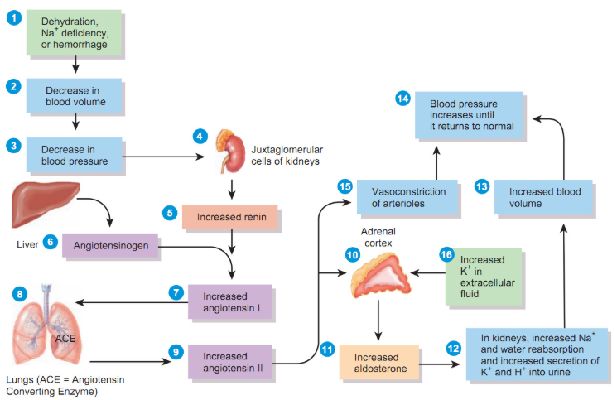 1
Dehydration,
Na+ deficiency,
or hemorrhage
2
Decrease in
blood volume
3
Decrease in
blood pressure
4
Juxtaglomerular
cells of kidneys
5
Increased renin
Liver
6
Angiotensinogen
7
Increased
angiotensin I
8
ACE
Lungs (ACE = Angiotensin
Converting Enzyme)
9
Increased
angiotensin II
Adrenal
cortex
10
11
Increased
aldosterone
12
In kidneys, increased Na+
and water reabsorption
and increased secretion of
K+ and H+ into urine
13
Increased blood
volume
14
Blood pressure
increases until
it returns to normal
15
Vasoconstriction
of arterioles
16
Increased
K+ in
extracellular
fluid